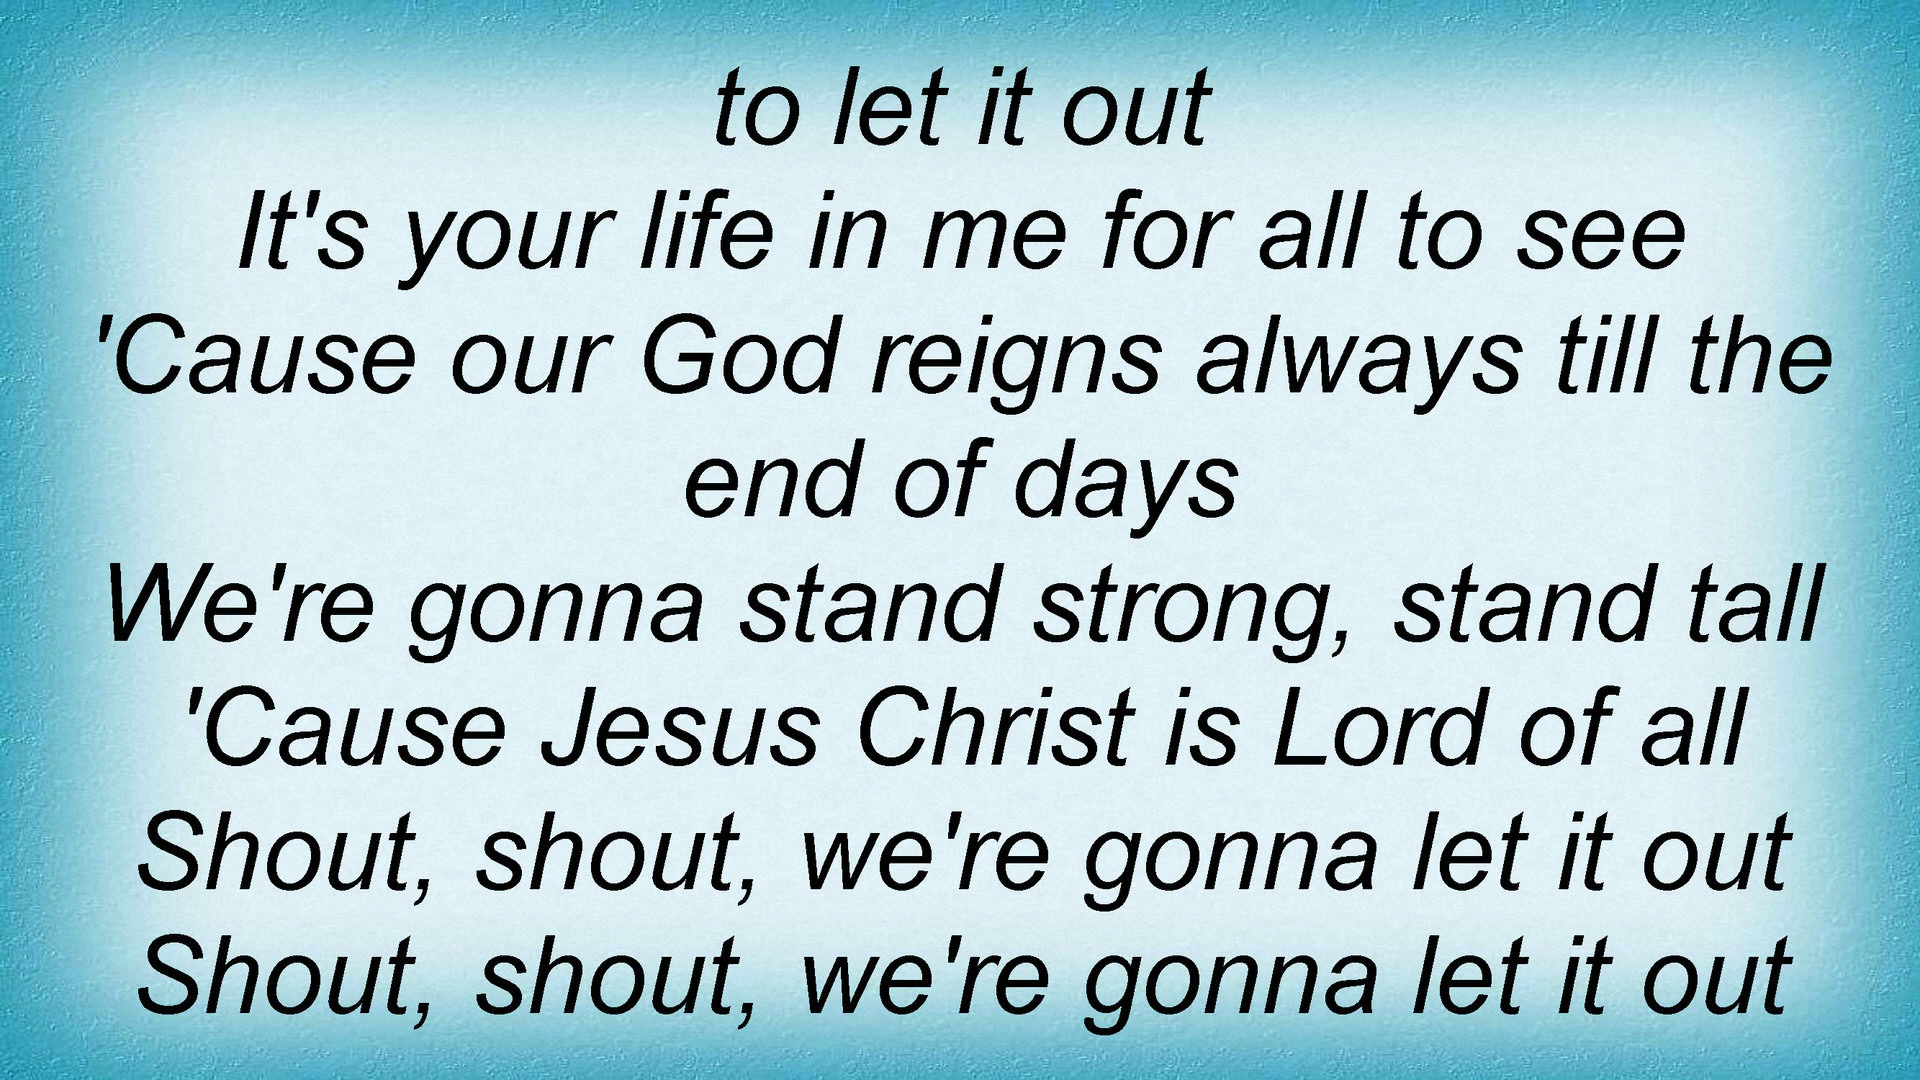 to let it out
It's your life in me for all to see
'Cause our God reigns always till the
end of days
We're gonna stand strong, stand tall
'Cause Jesus Christ is Lord of all
Shout, shout, we're gonna let it out
Shout, shout, we're gonna let it out